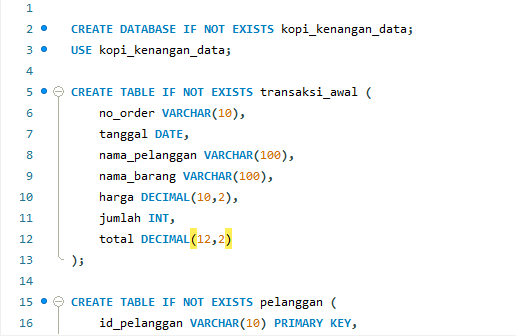 1
2 CREATE DATABASE IF NOT EXISTS kopi_kenangan_data;
3 USE kopi_kenangan_data;
4
5 CREATE TABLE IF NOT EXISTS transaksi_awal (
6 no_order VARCHAR(10),
7 tanggal DATE,
8 nama_pelanggan VARCHAR(100),
9 nama_barang VARCHAR(100),
10 harga DECIMAL(10,2),
11 jumlah INT,
12 total DECIMAL(12,2)
13 );
14
15 CREATE TABLE IF NOT EXISTS pelanggan (
16 id_pelanggan VARCHAR(10) PRIMARY KEY,